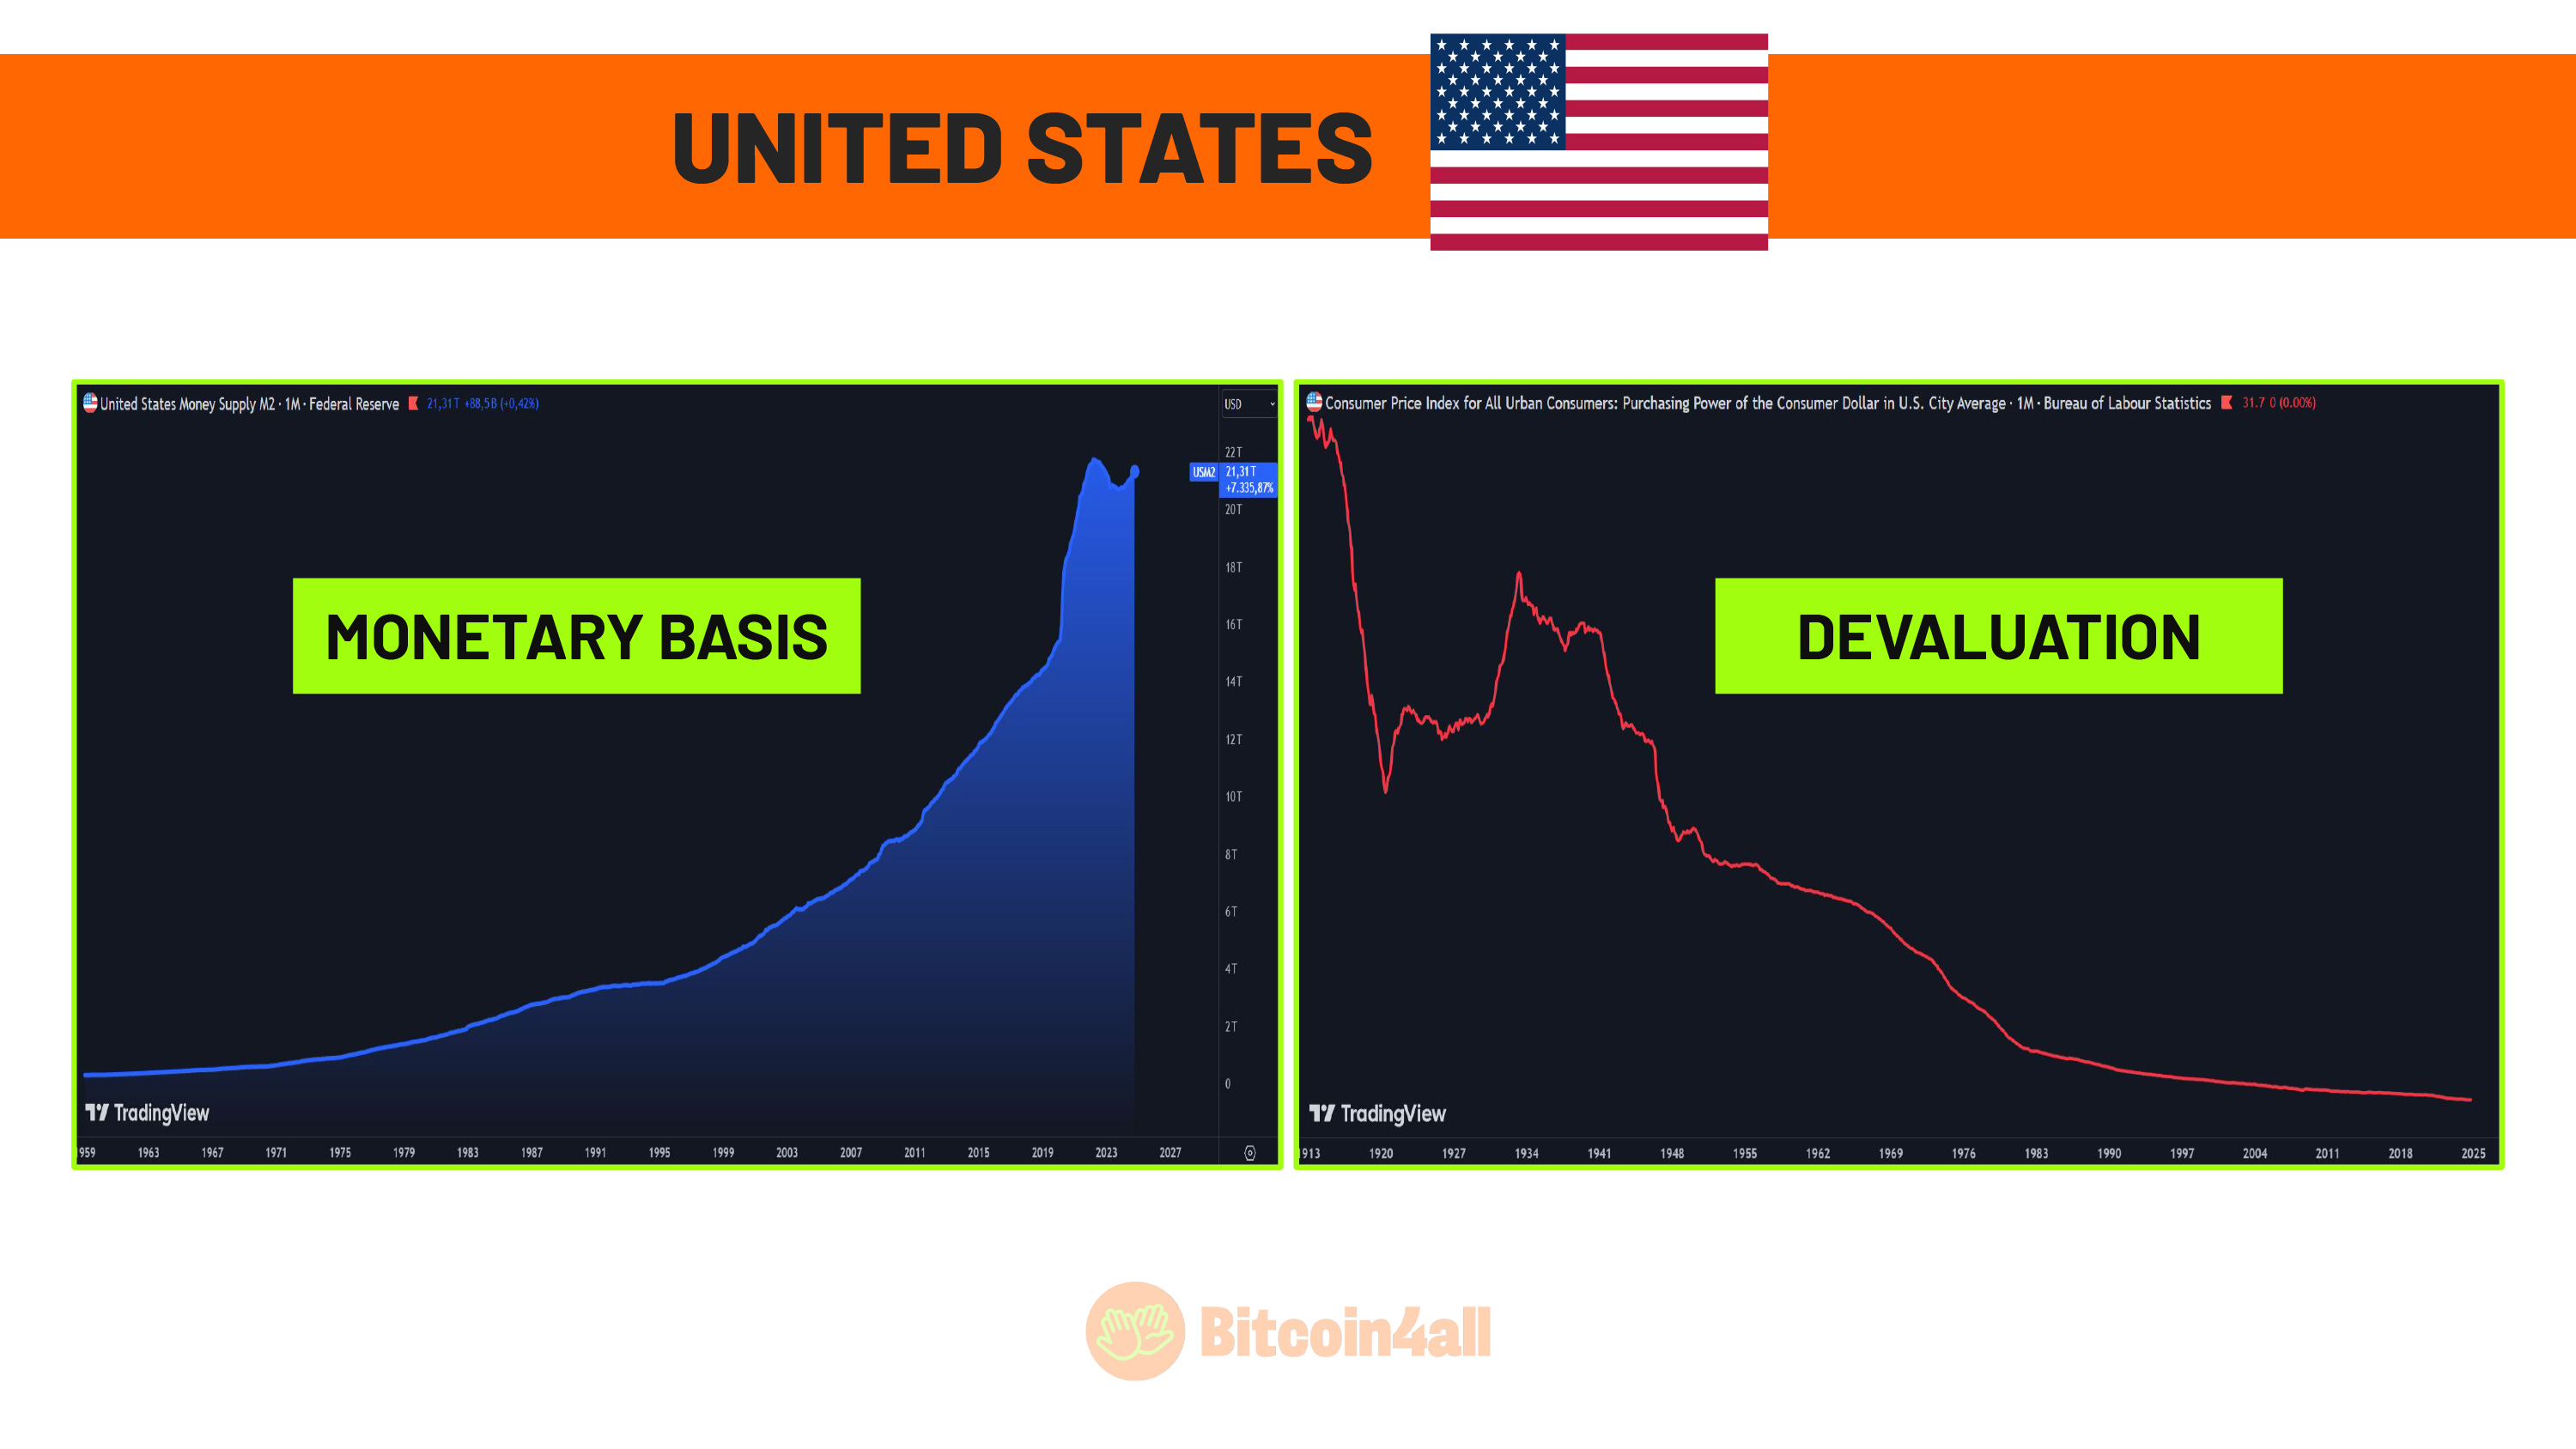 UNITED STATES
United States Money Supply M2 · 1M · Federal Reserve 21,31T +88,5B (+0,42%)
USD
22T
USM2 21,31T
+7.335,87%
20T
18T
16T
14T
12T
10T
8T
6T
4T
2T
0
MONETARY BASIS
TradingView
1959 1963 1967 1971 1975 1979 1983 1987 1991 1995 1999 2003 2007 2011 2015 2019 2023 2027
Consumer Price Index for All Urban Consumers: Purchasing Power of the Consumer Dollar in U.S. City Average · 1M · Bureau of Labour Statistics 31.7 0 (0.00%)
DEVALUATION
TradingView
1913 1920 1927 1934 1941 1948 1955 1962 1969 1976 1983 1990 1997 2004 2011 2018 2025
Bitcoin4all